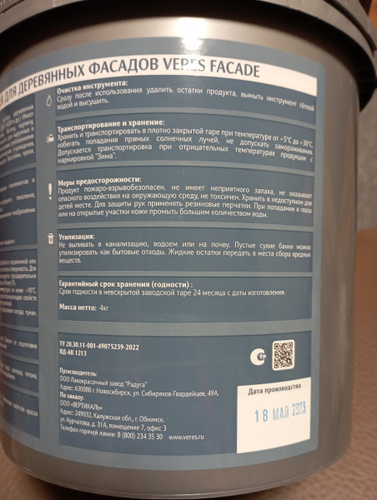 ДЛЯ ДЕРЕВЯННЫХ ФАСАДОВ VERES FACADE
Очистка инструмента:
Сразу после использования удалить остатки продукта, вымыть инструмент тёплой
водой и высушить.
Транспортирование и хранение:
Хранить и транспортировать в плотно закрытой таре при температуре от +5°С до +30°С,
избегать попадания прямых солнечных лучей, не допускать замораживания.
Допускается транспортировка при отрицательных температурах продукции с
маркировкой "Зима".
Меры предосторожности:
Продукт пожаро-взрывобезопасен, не имеет неприятного запаха, не оказывает
опасного воздействия на окружающую среду, не токсичен. Хранить в недоступном для
детей месте. Для защиты рук применять резиновые перчатки. При попадании в глаза
или на открытые участки кожи промыть большим количеством воды.
Утилизация:
Не выливать в канализацию, водоем или на почву. Пустые сухие банки можно
утилизировать как бытовые отходы. Жидкие остатки передать в места сбора вредных
веществ.
Гарантийный срок хранения (годности) :
Срок годности в невскрытой заводской таре 24 месяца с даты изготовления.
Масса нетто: 4кг
ТУ 20.30.11-001-49075239-2022
ВД-АК 1213
Производитель:
ООО Лакокрасочный завод "Радуга"
Адрес: 630088 г. Новосибирск, ул. Сибиряков-Гвардейцев, 49А,
По заказу:
ООО «ВЕРТИКАЛЬ»
Адрес: 249032, Калужская обл., г. Обнинск,
ул. Курчатова, д. 31А, помещение 7, офис 3
Телефон горячей линии: 8 (800) 234 35 30 www.veres.ru
Дата производства
18 МАЙ 2023